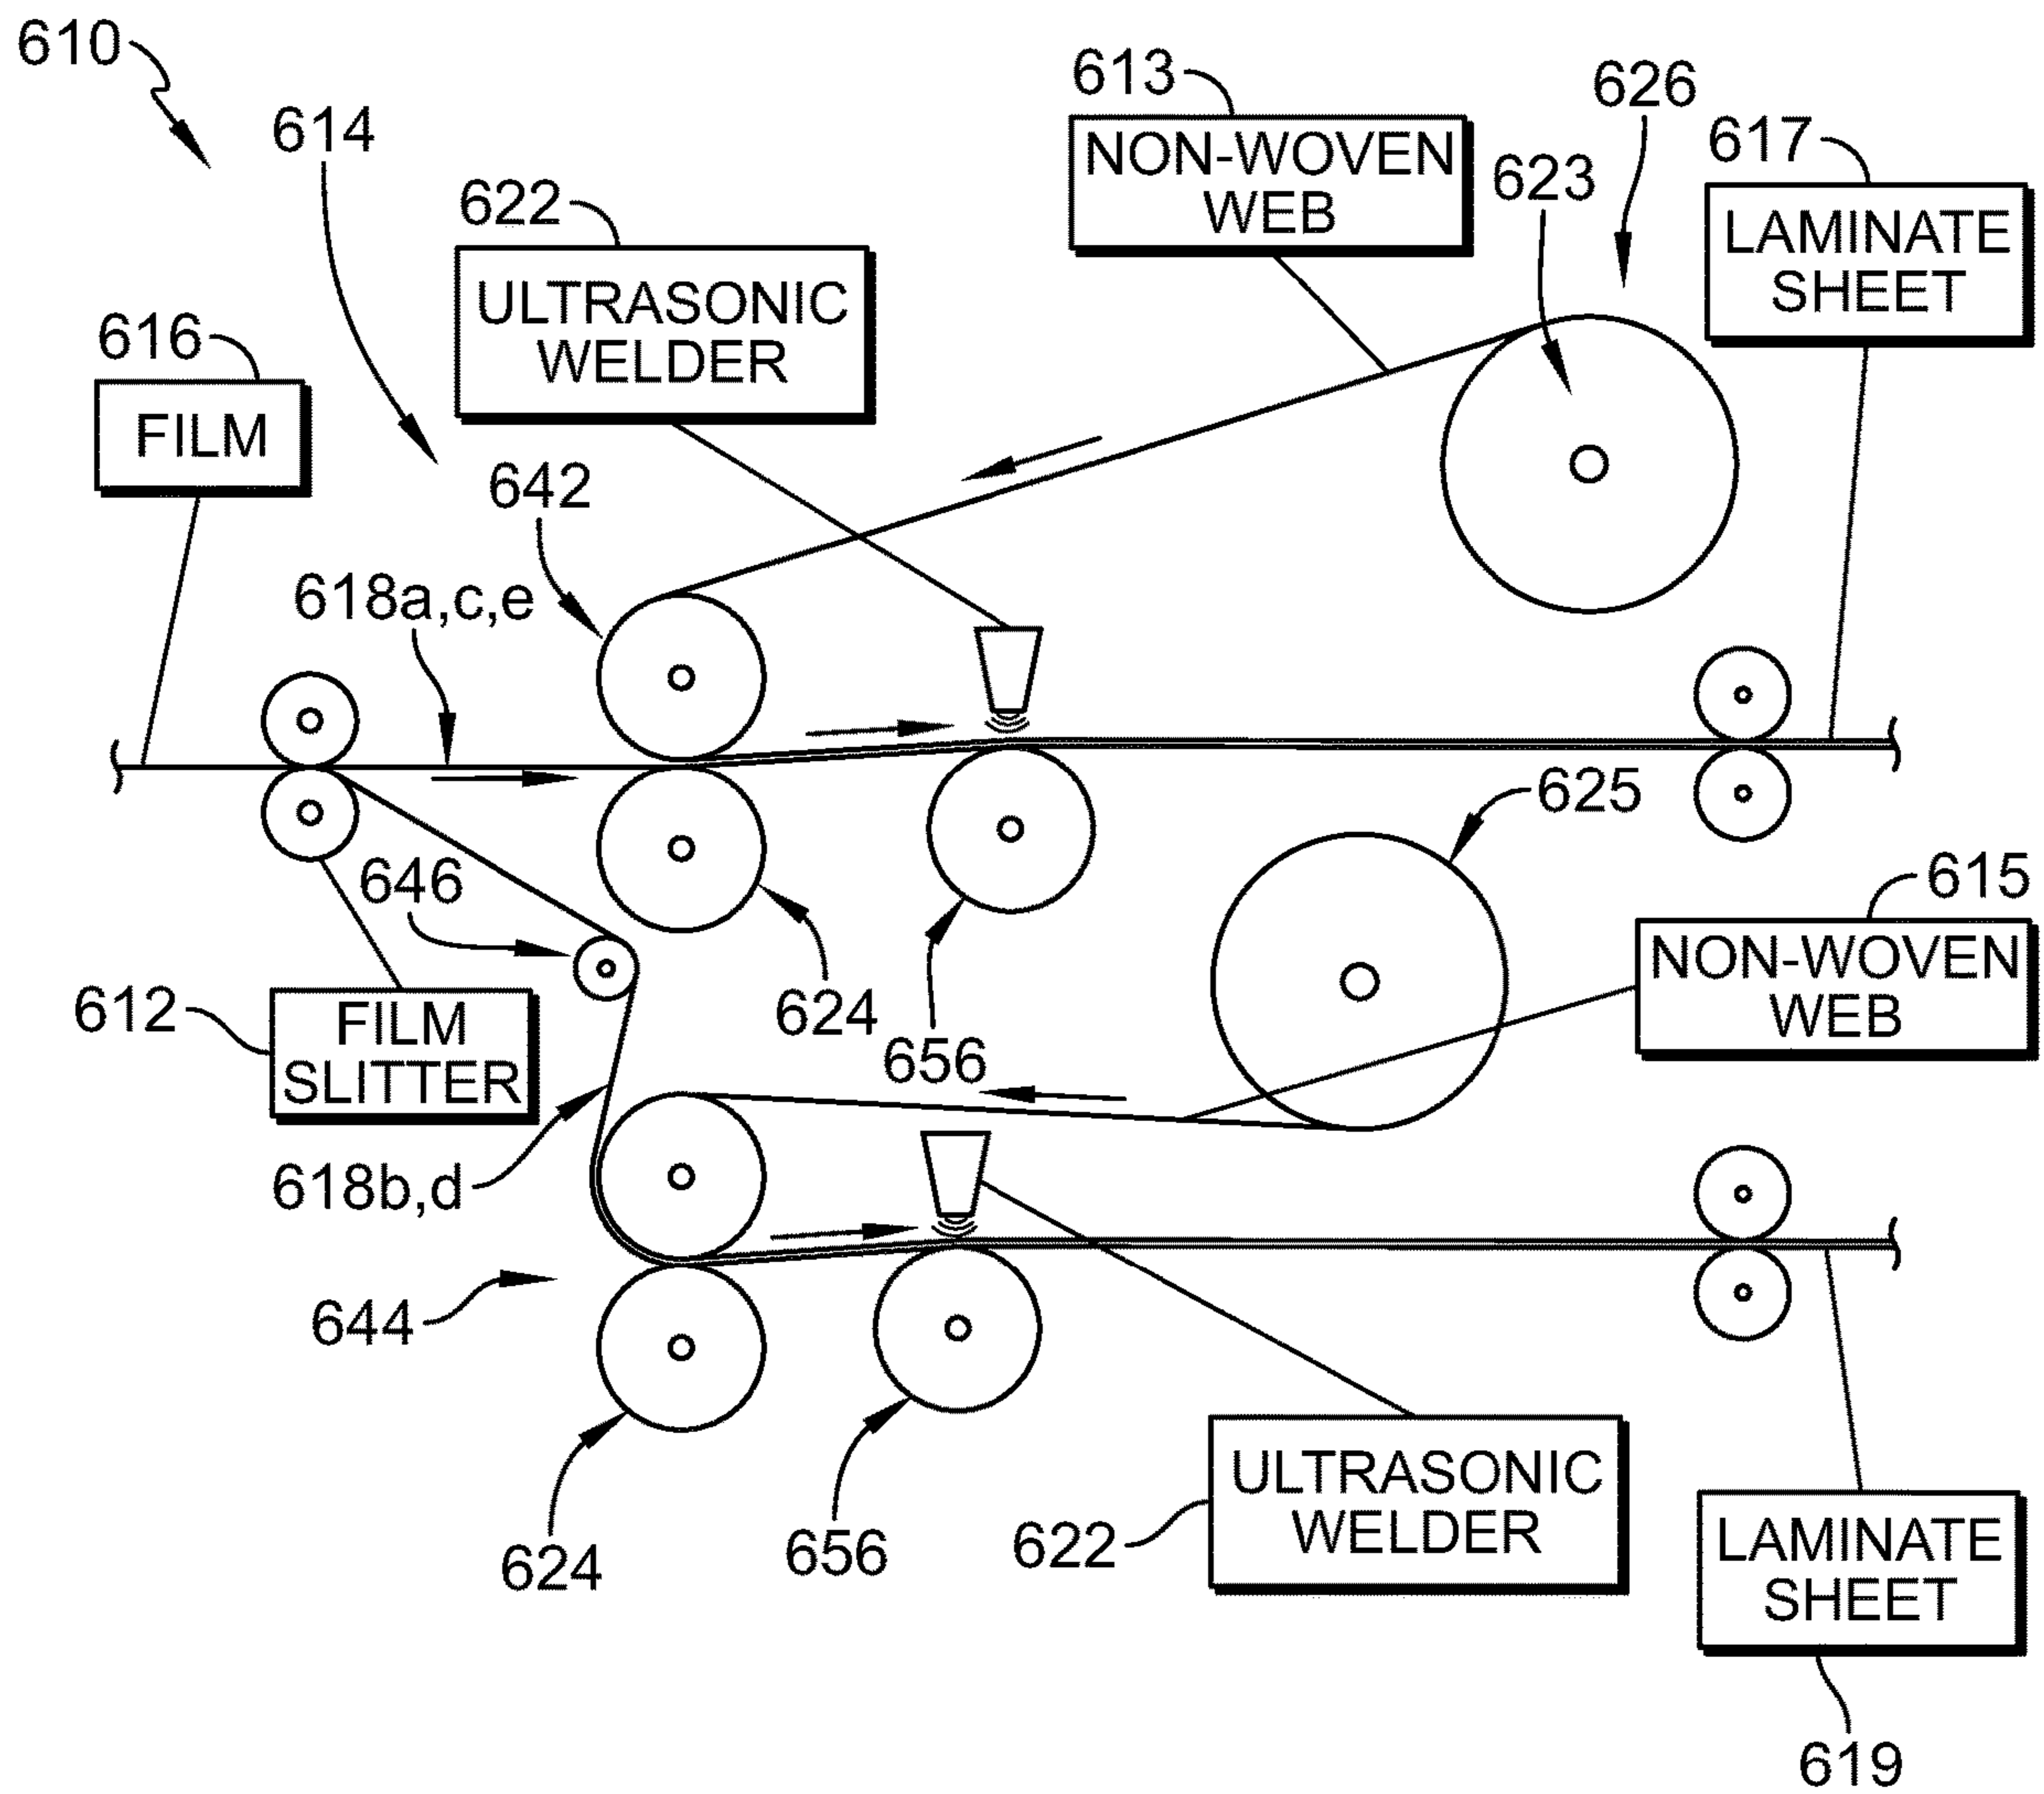 610
614
613
NON-WOVEN
WEB
626
623
617
LAMINATE
SHEET
622
ULTRASONIC
WELDER
616
FILM
642
618a,c,e
625
646
615
NON-WOVEN
WEB
612
FILM
SLITTER
624
656
618b,d
644
624
656
622
ULTRASONIC
WELDER
LAMINATE
SHEET
619